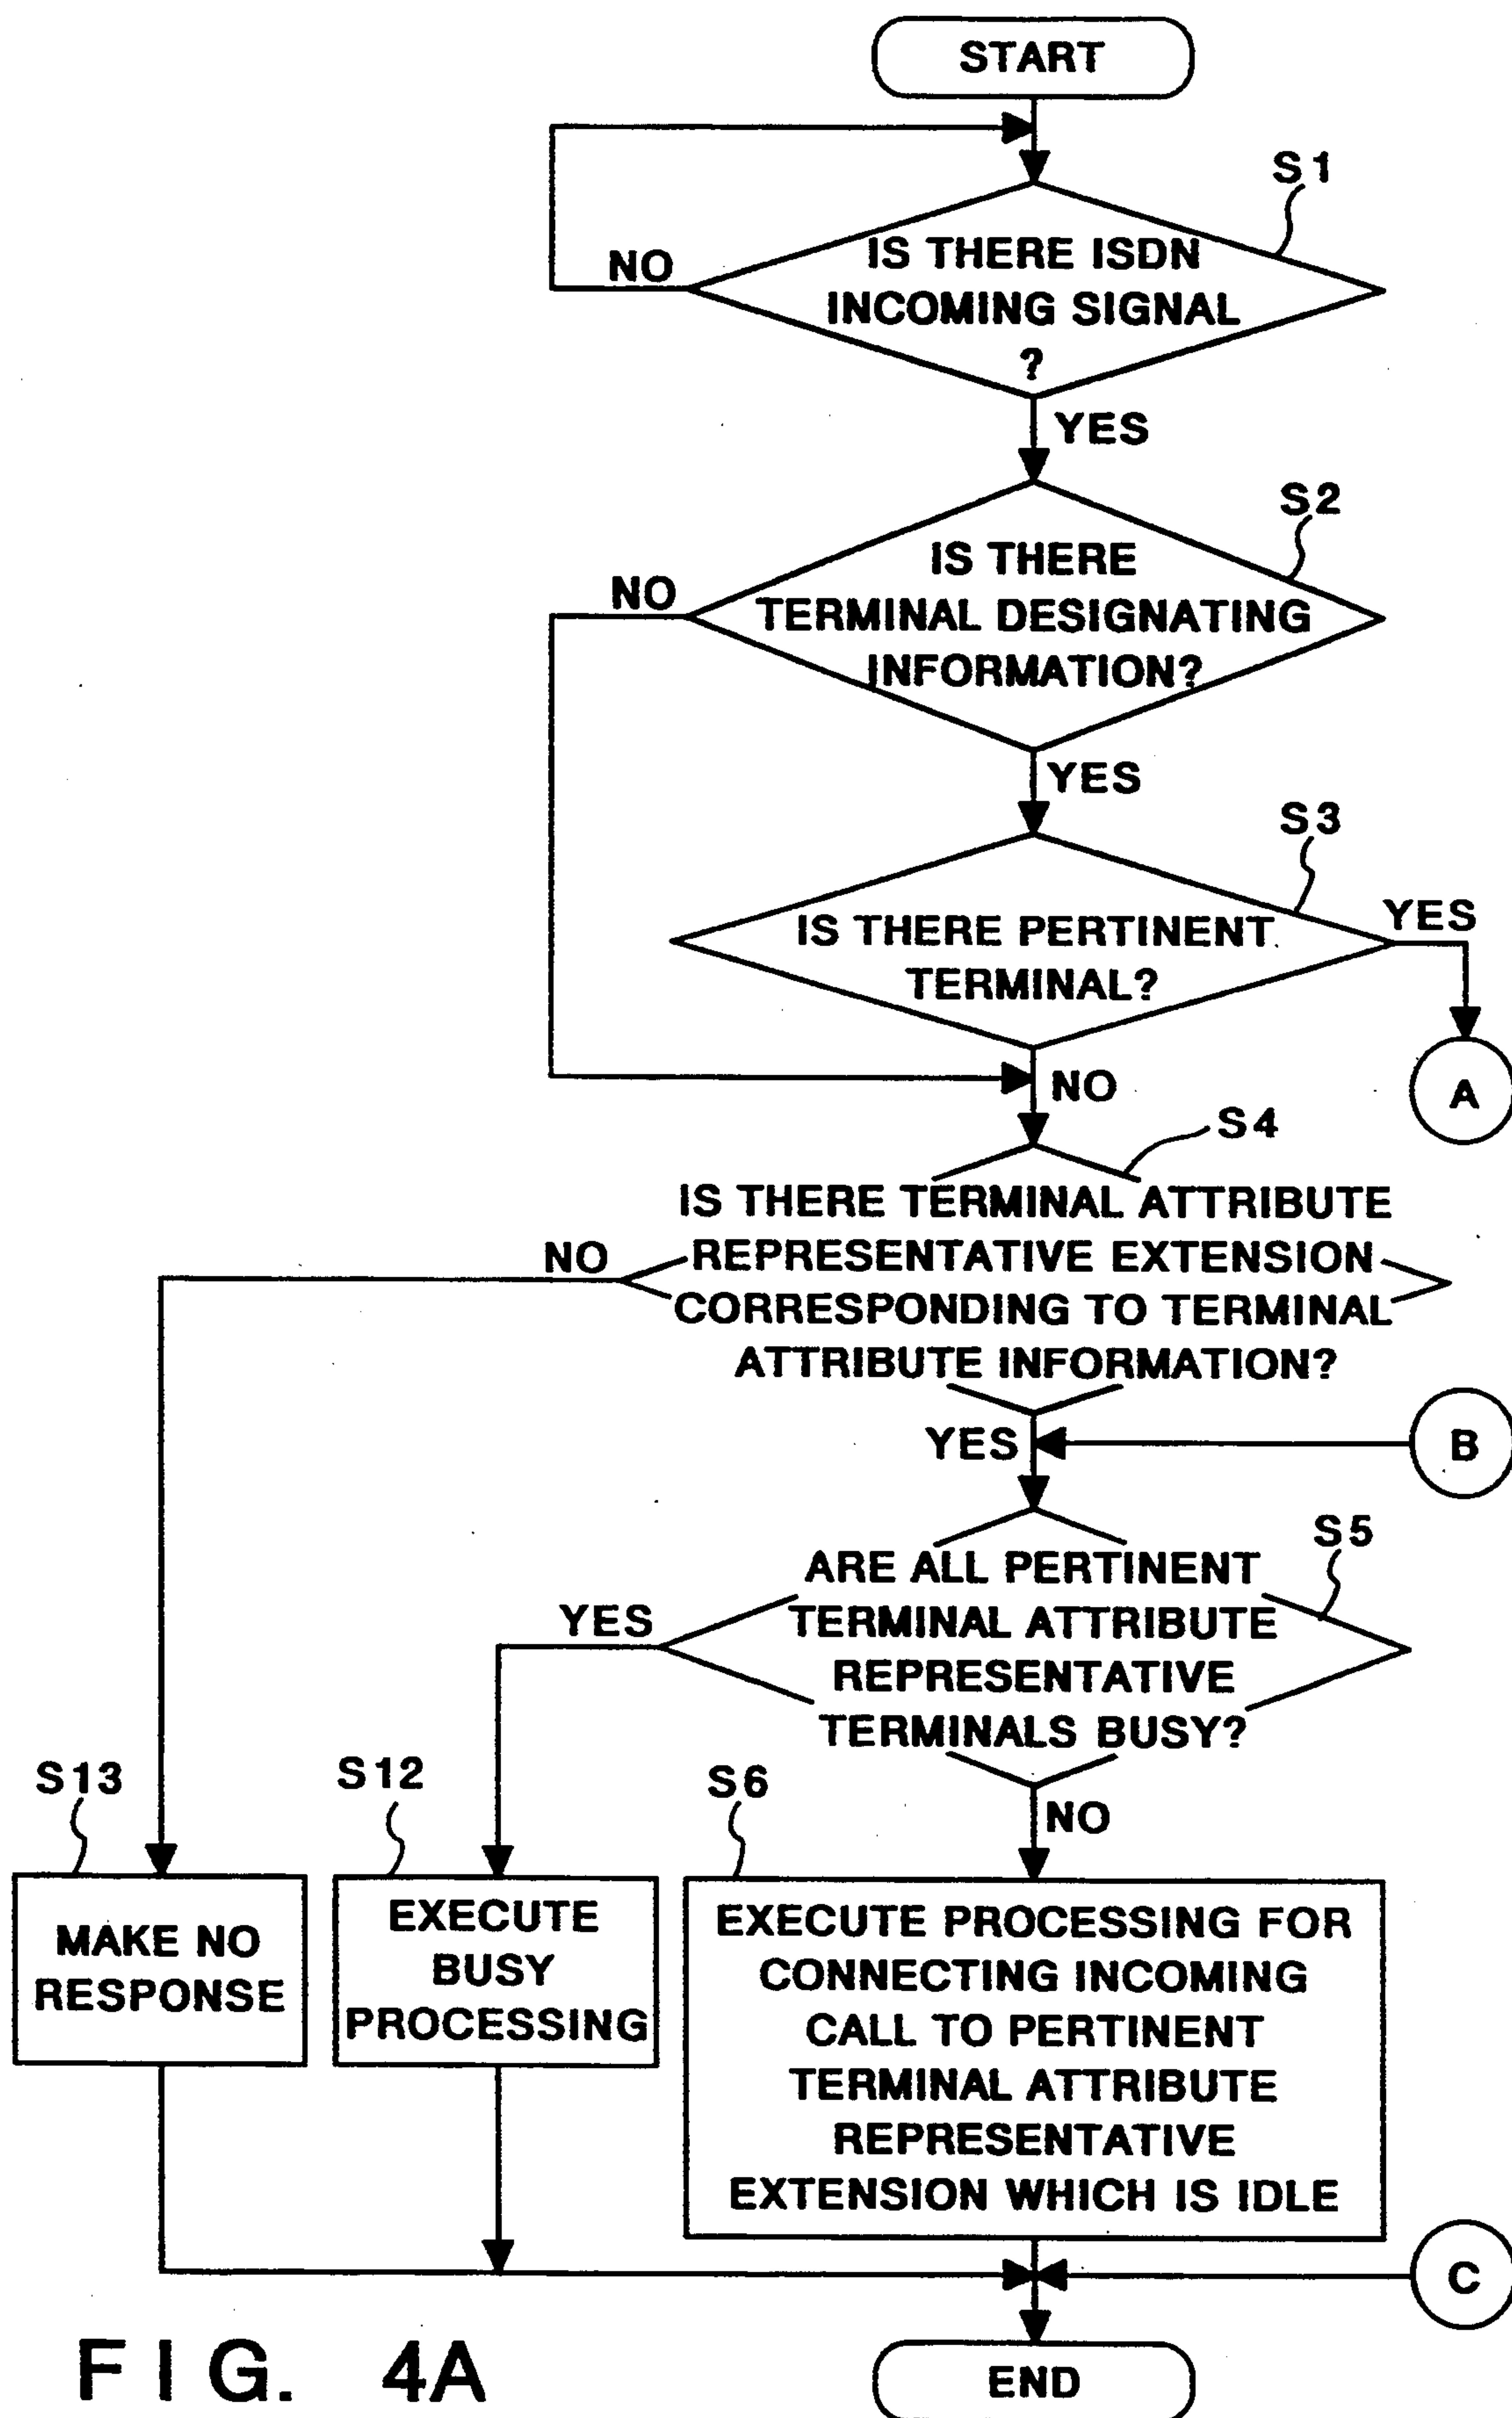 START
S1
NO
IS THERE ISDN
INCOMING SIGNAL
?
YES
S2
NO
IS THERE
TERMINAL DESIGNATING
INFORMATION?
YES
S3
YES
IS THERE PERTINENT
TERMINAL?
NO
A
S4
IS THERE TERMINAL ATTRIBUTE
NO
REPRESENTATIVE EXTENSION
CORRESPONDING TO TERMINAL
ATTRIBUTE INFORMATION?
YES
B
S5
ARE ALL PERTINENT
YES
TERMINAL ATTRIBUTE
REPRESENTATIVE
TERMINALS BUSY?
S13
S12
S6
NO
MAKE NO
RESPONSE
EXECUTE
BUSY
PROCESSING
EXECUTE PROCESSING FOR
CONNECTING INCOMING
CALL TO PERTINENT
TERMINAL ATTRIBUTE
REPRESENTATIVE
EXTENSION WHICH IS IDLE
C
END
FIG. 4A